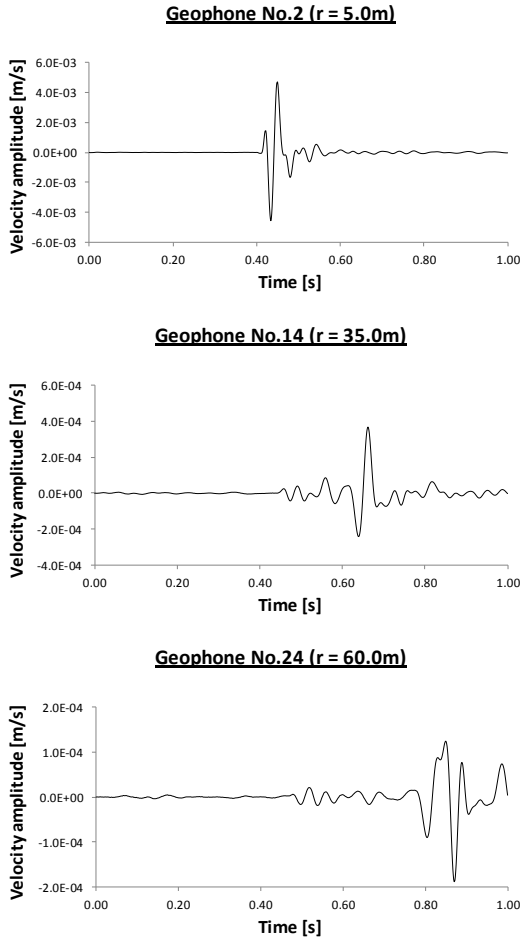 Geophone No.2 (r = 5.0m)
Velocity amplitude [m/s]
6.0E-03
4.0E-03
2.0E-03
0.0E+00
-2.0E-03
-4.0E-03
-6.0E-03
0.00 0.20 0.40 0.60 0.80 1.00
Time [s]
Geophone No.14 (r = 35.0m)
Velocity amplitude [m/s]
6.0E-04
4.0E-04
2.0E-04
0.0E+00
-2.0E-04
-4.0E-04
0.00 0.20 0.40 0.60 0.80 1.00
Time [s]
Geophone No.24 (r = 60.0m)
Velocity amplitude [m/s]
2.0E-04
1.0E-04
0.0E+00
-1.0E-04
-2.0E-04
0.00 0.20 0.40 0.60 0.80 1.00
Time [s]